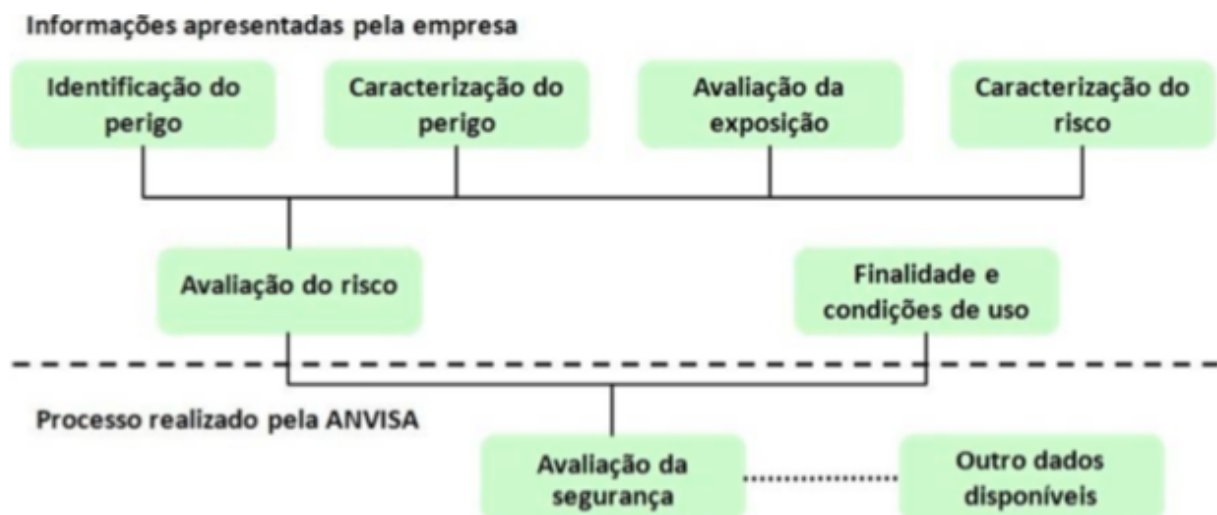 Informações apresentadas pela empresa
Identificação do
perigo
Caracterização do
perigo
Avaliação da
exposição
Caracterização do
risco
Avaliação do risco
Finalidade e
condições de uso
Processo realizado pela ANVISA
Avaliação da
segurança
Outro dados
disponíveis